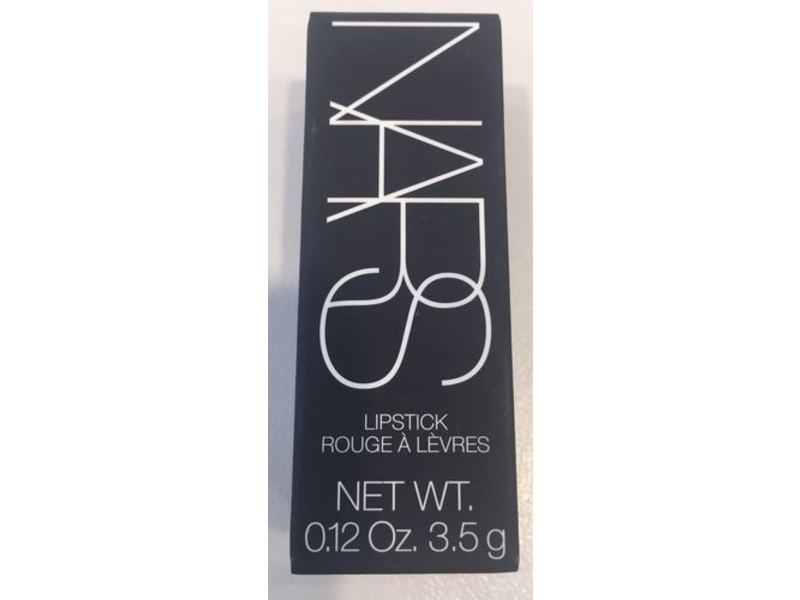 NARS
LIPSTICK
ROUGE À LÈVRES
NET WT.
0.12 Oz. 3.5 g